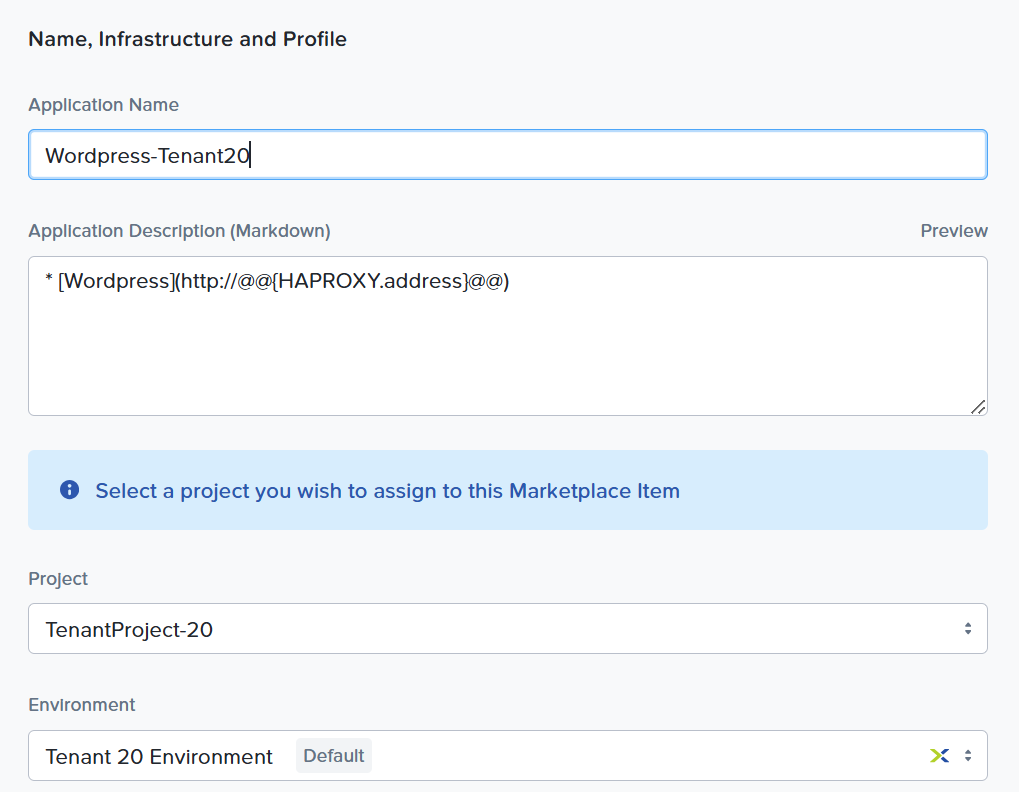 Name, Infrastructure and Profile
Application Name
Wordpress-Tenant20
Application Description (Markdown) Preview
* [Wordpress](http://@@{HAPROXY.address}@@)
Select a project you wish to assign to this Marketplace Item
Project
TenantProject-20
Environment
Tenant 20 Environment Default